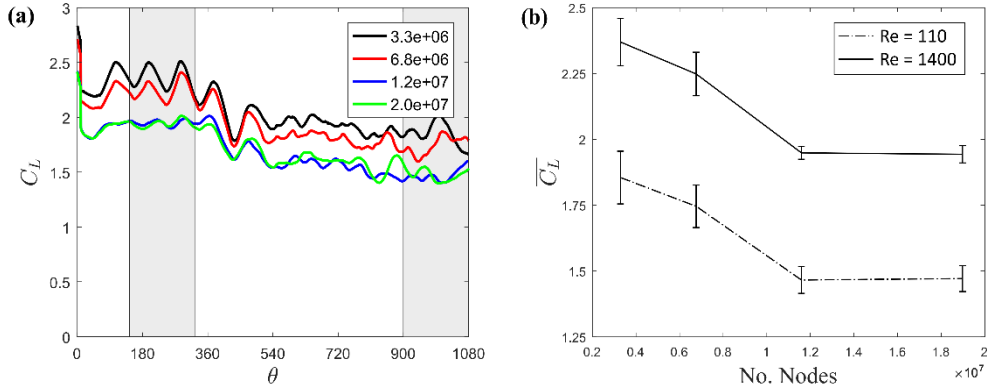 (a)
3
2.5
2
1.5
1
0.5
0
C_L
0 180 360 540 720 900 1080
θ
3.3e+06
6.8e+06
1.2e+07
2.0e+07
(b)
2.5
2.25
2
1.75
1.5
1.25
C_L
0.2 0.4 0.6 0.8 1 1.2 1.4 1.6 1.8 2
×10⁷
No. Nodes
Re = 110
Re = 1400